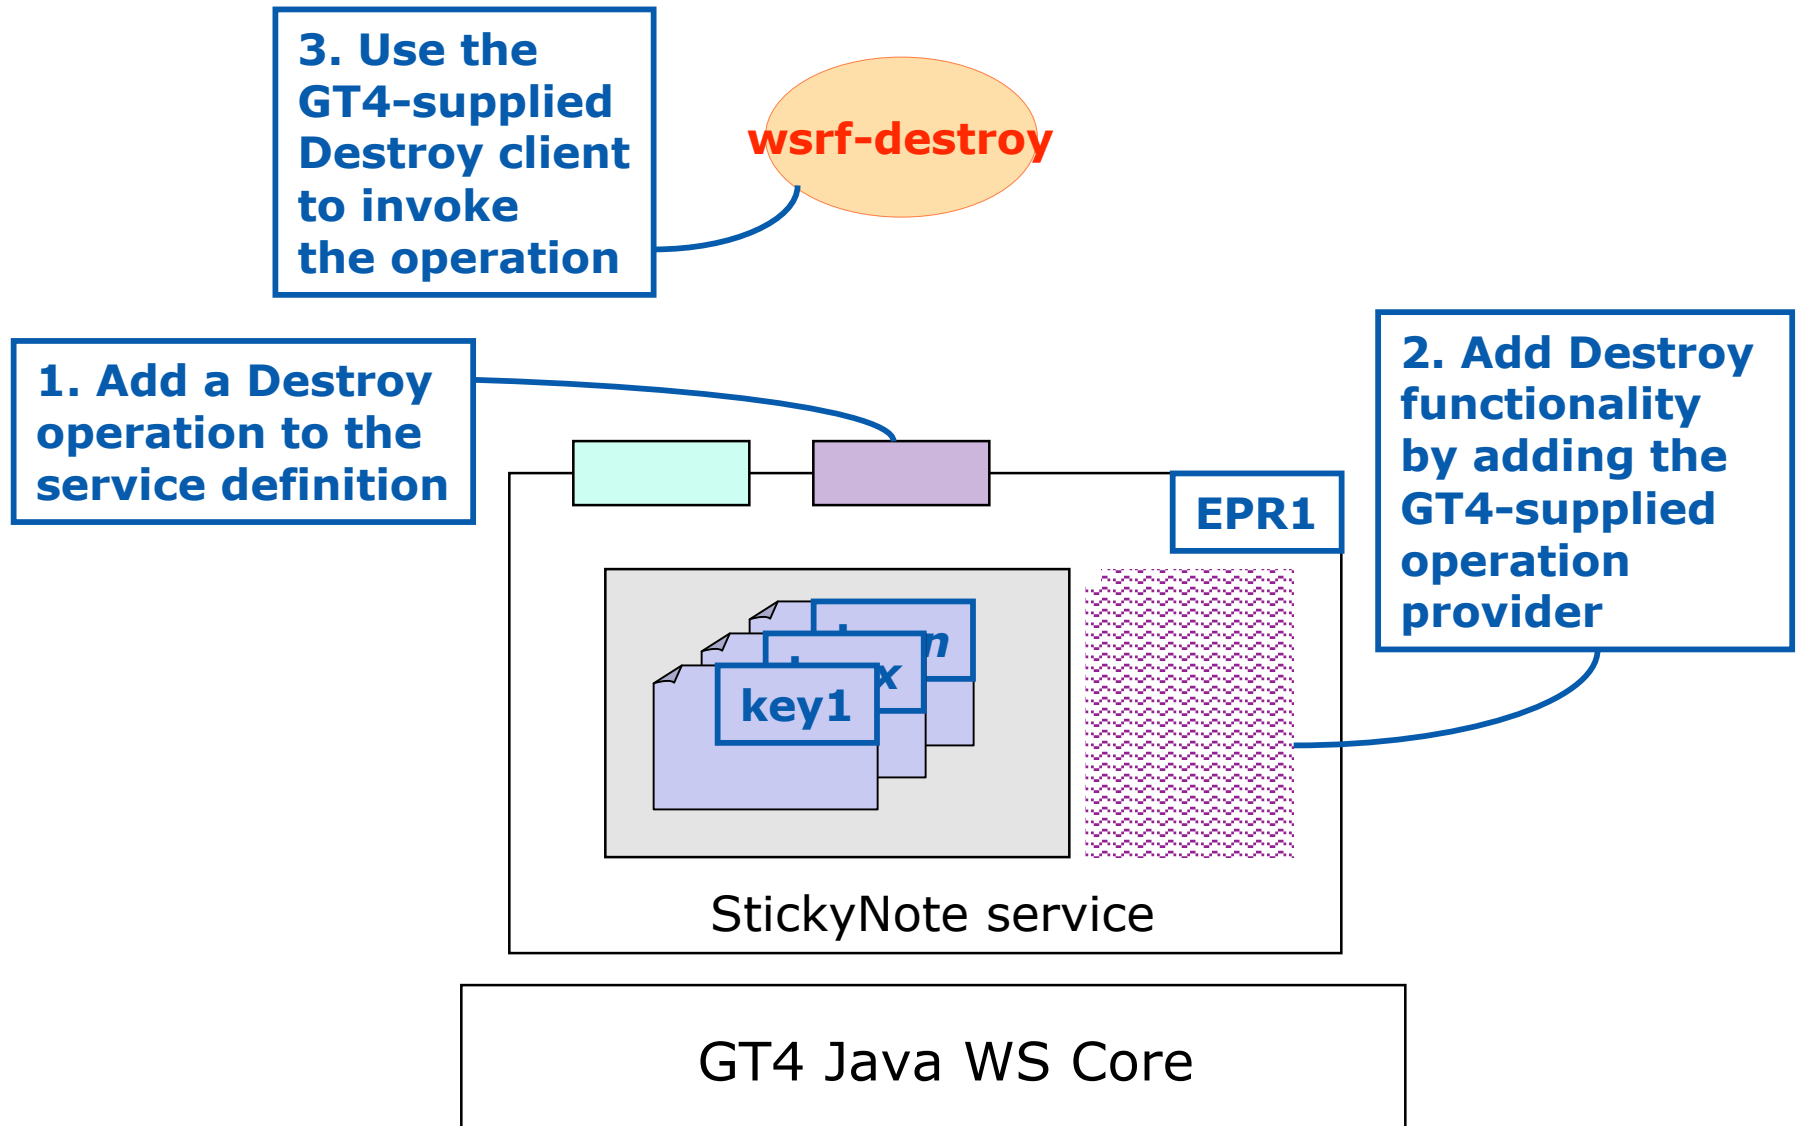 3. Use the
GT4-supplied
Destroy client
to invoke
the operation
wsrf-destroy
1. Add a Destroy
operation to the
service definition
2. Add Destroy
functionality
by adding the
GT4-supplied
operation
provider
EPR1
n
x
key1
StickyNote service
GT4 Java WS Core